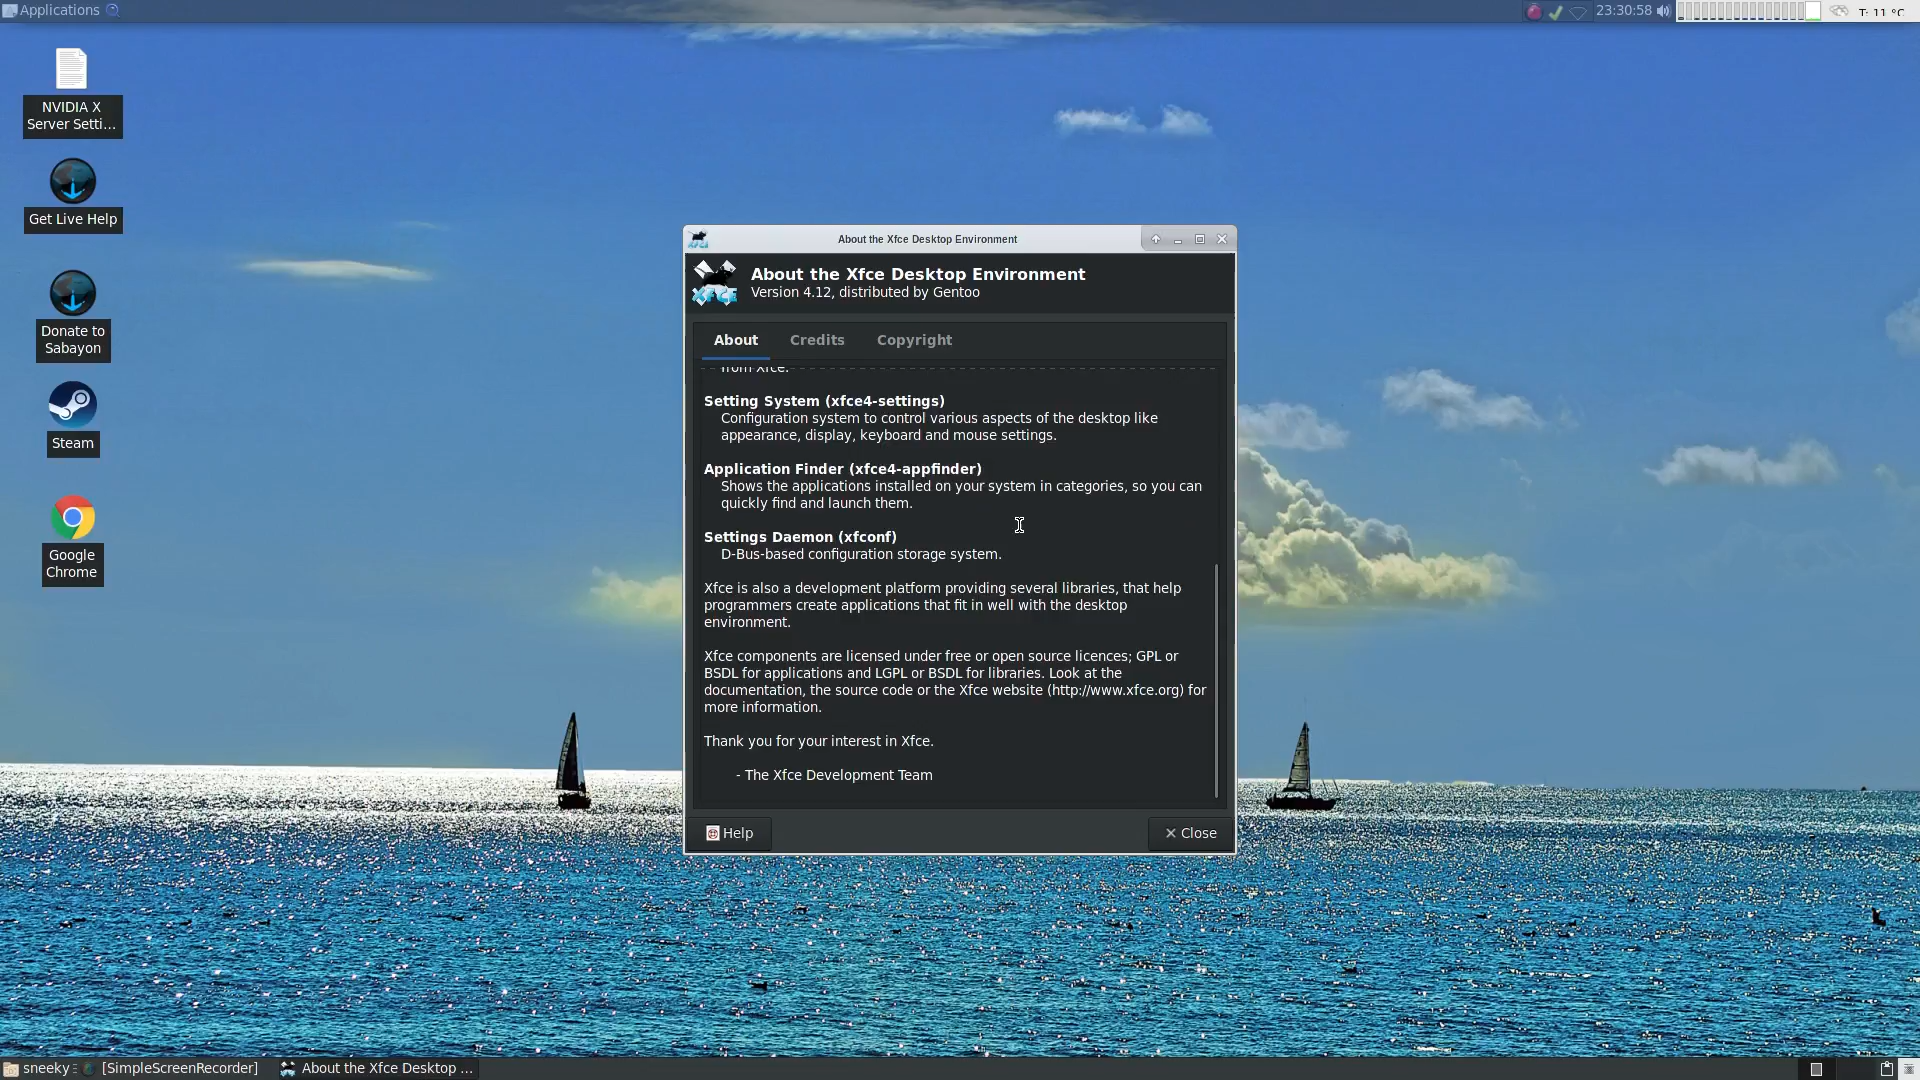 Applications
23:30:58
T: 11 °C
NVIDIA X
Server Setti...
Get Live Help
Donate to
Sabayon
Steam
Google
Chrome
About the Xfce Desktop Environment
XFCE
About the Xfce Desktop Environment
Version 4.12, distributed by Gentoo
About Credits Copyright
from Xfce.
Setting System (xfce4-settings)
Configuration system to control various aspects of the desktop like
appearance, display, keyboard and mouse settings.
Application Finder (xfce4-appfinder)
Shows the applications installed on your system in categories, so you can
quickly find and launch them.
Settings Daemon (xfconf)
D-Bus-based configuration storage system.
Xfce is also a development platform providing several libraries, that help
programmers create applications that fit in well with the desktop
environment.
Xfce components are licensed under free or open source licences; GPL or
BSDL for applications and LGPL or BSDL for libraries. Look at the
documentation, the source code or the Xfce website (http://www.xfce.org) for
more information.
Thank you for your interest in Xfce.
- The Xfce Development Team
Help
Close
sneeky
[SimpleScreenRecorder]
About the Xfce Desktop ...